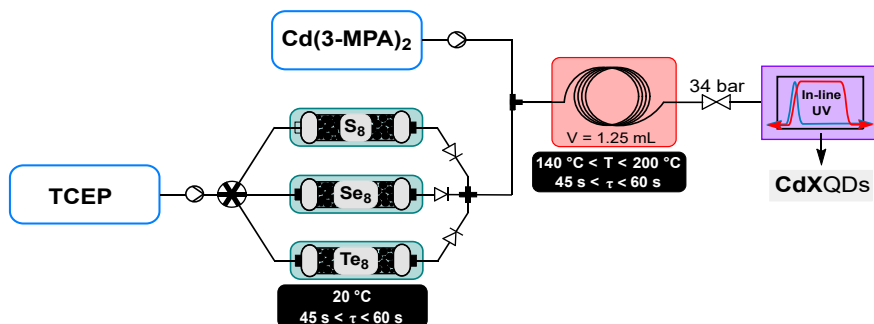 Cd(3-MPA)₂
34 bar
In-line
UV
V = 1.25 mL
S₈
140 °C < T < 200 °C
45 s < τ < 60 s
TCEP
Se₈
CdXQDs
Te₈
20 °C
45 s < τ < 60 s